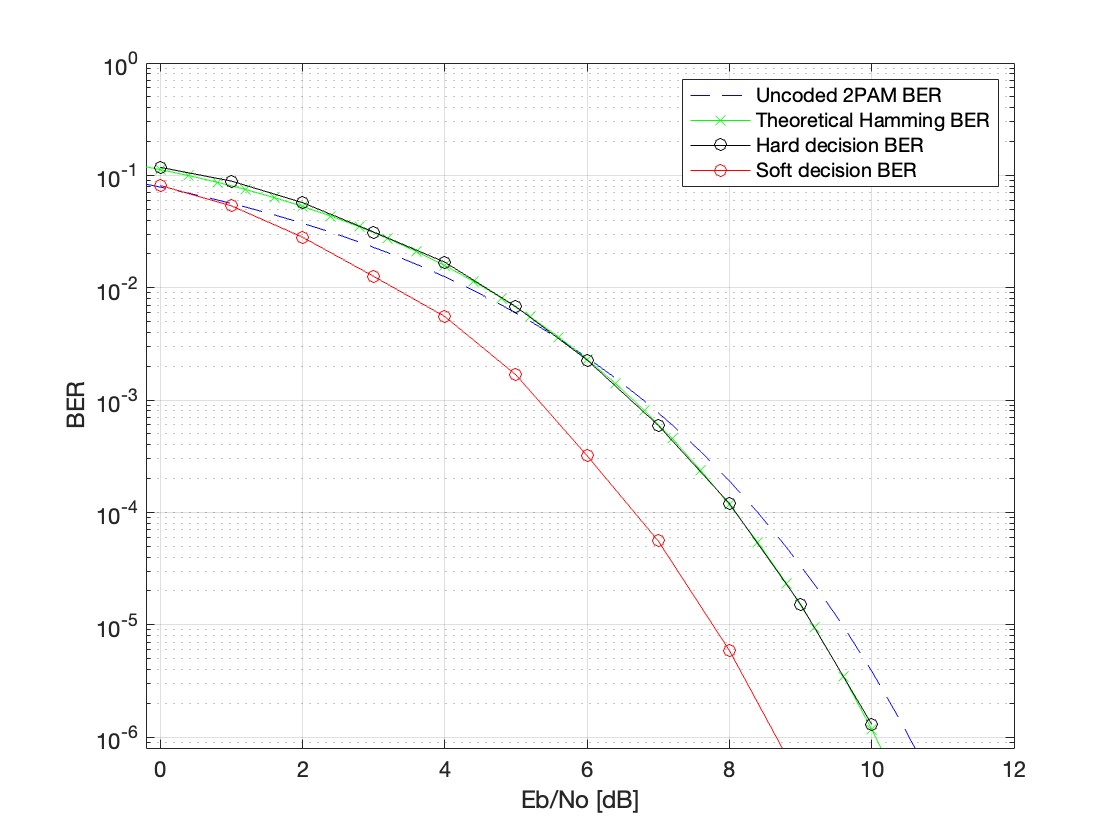 10^0
10^-1
10^-2
10^-3
10^-4
10^-5
10^-6
BER
Uncoded 2PAM BER
Theoretical Hamming BER
Hard decision BER
Soft decision BER
0 2 4 6 8 10 12
Eb/No [dB]